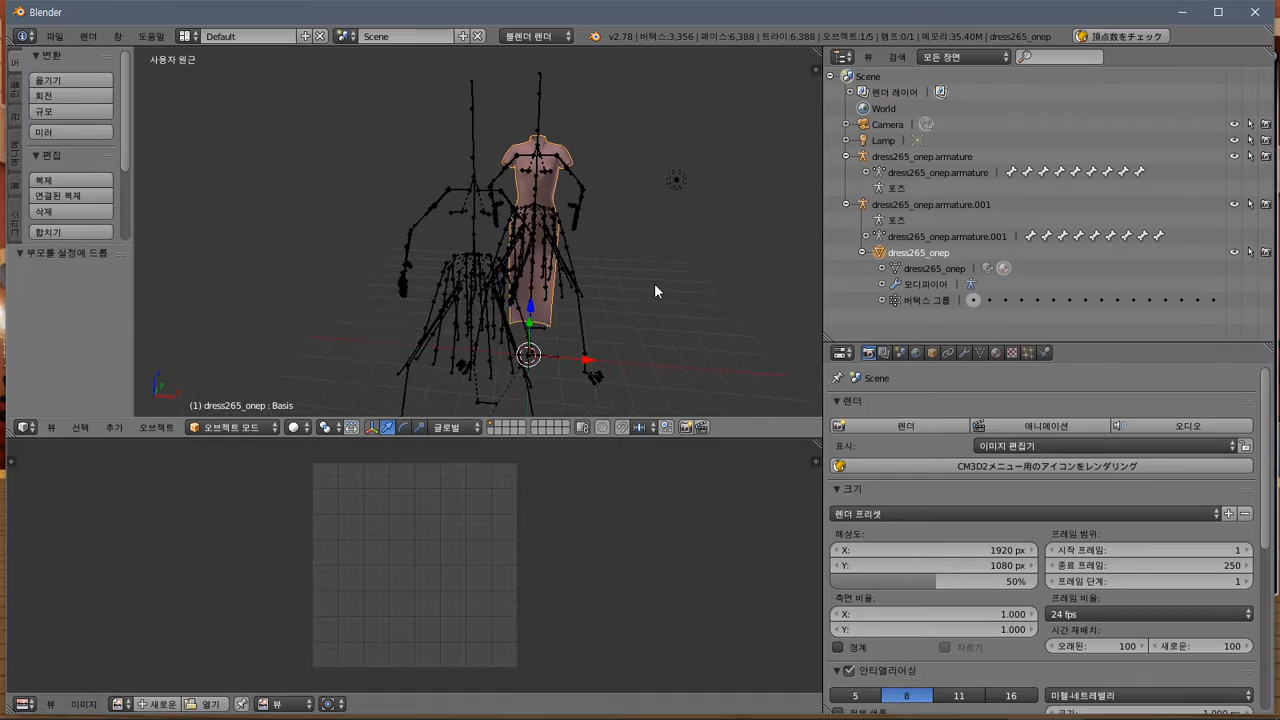 Blender
파일 렌더 창 도움말 Default Scene 블렌더 렌더 v2.78 | 버텍스:3,356 | 페이스:6,388 | 트라이:6,388 | 오브젝트:1/5 | 램프:0/1 | 메모리:35.40M | dress265_onep 頂点数をチェック
변환
옮기기
회전
규모
미러
편집
복제
연결된 복제
삭제
합치기
부모를 설정에 드롭
사용자 원근
(1) dress265_onep : Basis
뷰 선택 추가 오브젝트 오브젝트 모드 글로벌
뷰 이미지 새로운 열기 뷰
뷰 검색 모든 장면
Scene
렌더 레이어
World
Camera
Lamp
dress265_onep.armature
dress265_onep.armature
포즈
dress265_onep.armature.001
포즈
dress265_onep.armature.001
dress265_onep
dress265_onep
모디파이어
버텍스 그룹
Scene
렌더
렌더 애니메이션 오디오
표시: 이미지 편집기
CM3D2メニュー用のアイコンをレンダリング
크기
렌더 프리셋
해상도: 프레임 범위:
X: 1920 px 시작 프레임: 1
Y: 1080 px 종료 프레임: 250
50% 프레임 단계: 1
측면 비율: 프레임 비율:
X: 1.000 24 fps
Y: 1.000 시간 재배치:
경계 자르기 오래된: 100 새로운: 100
안티앨리어싱
5 8 11 16 미첼-네트레밸리